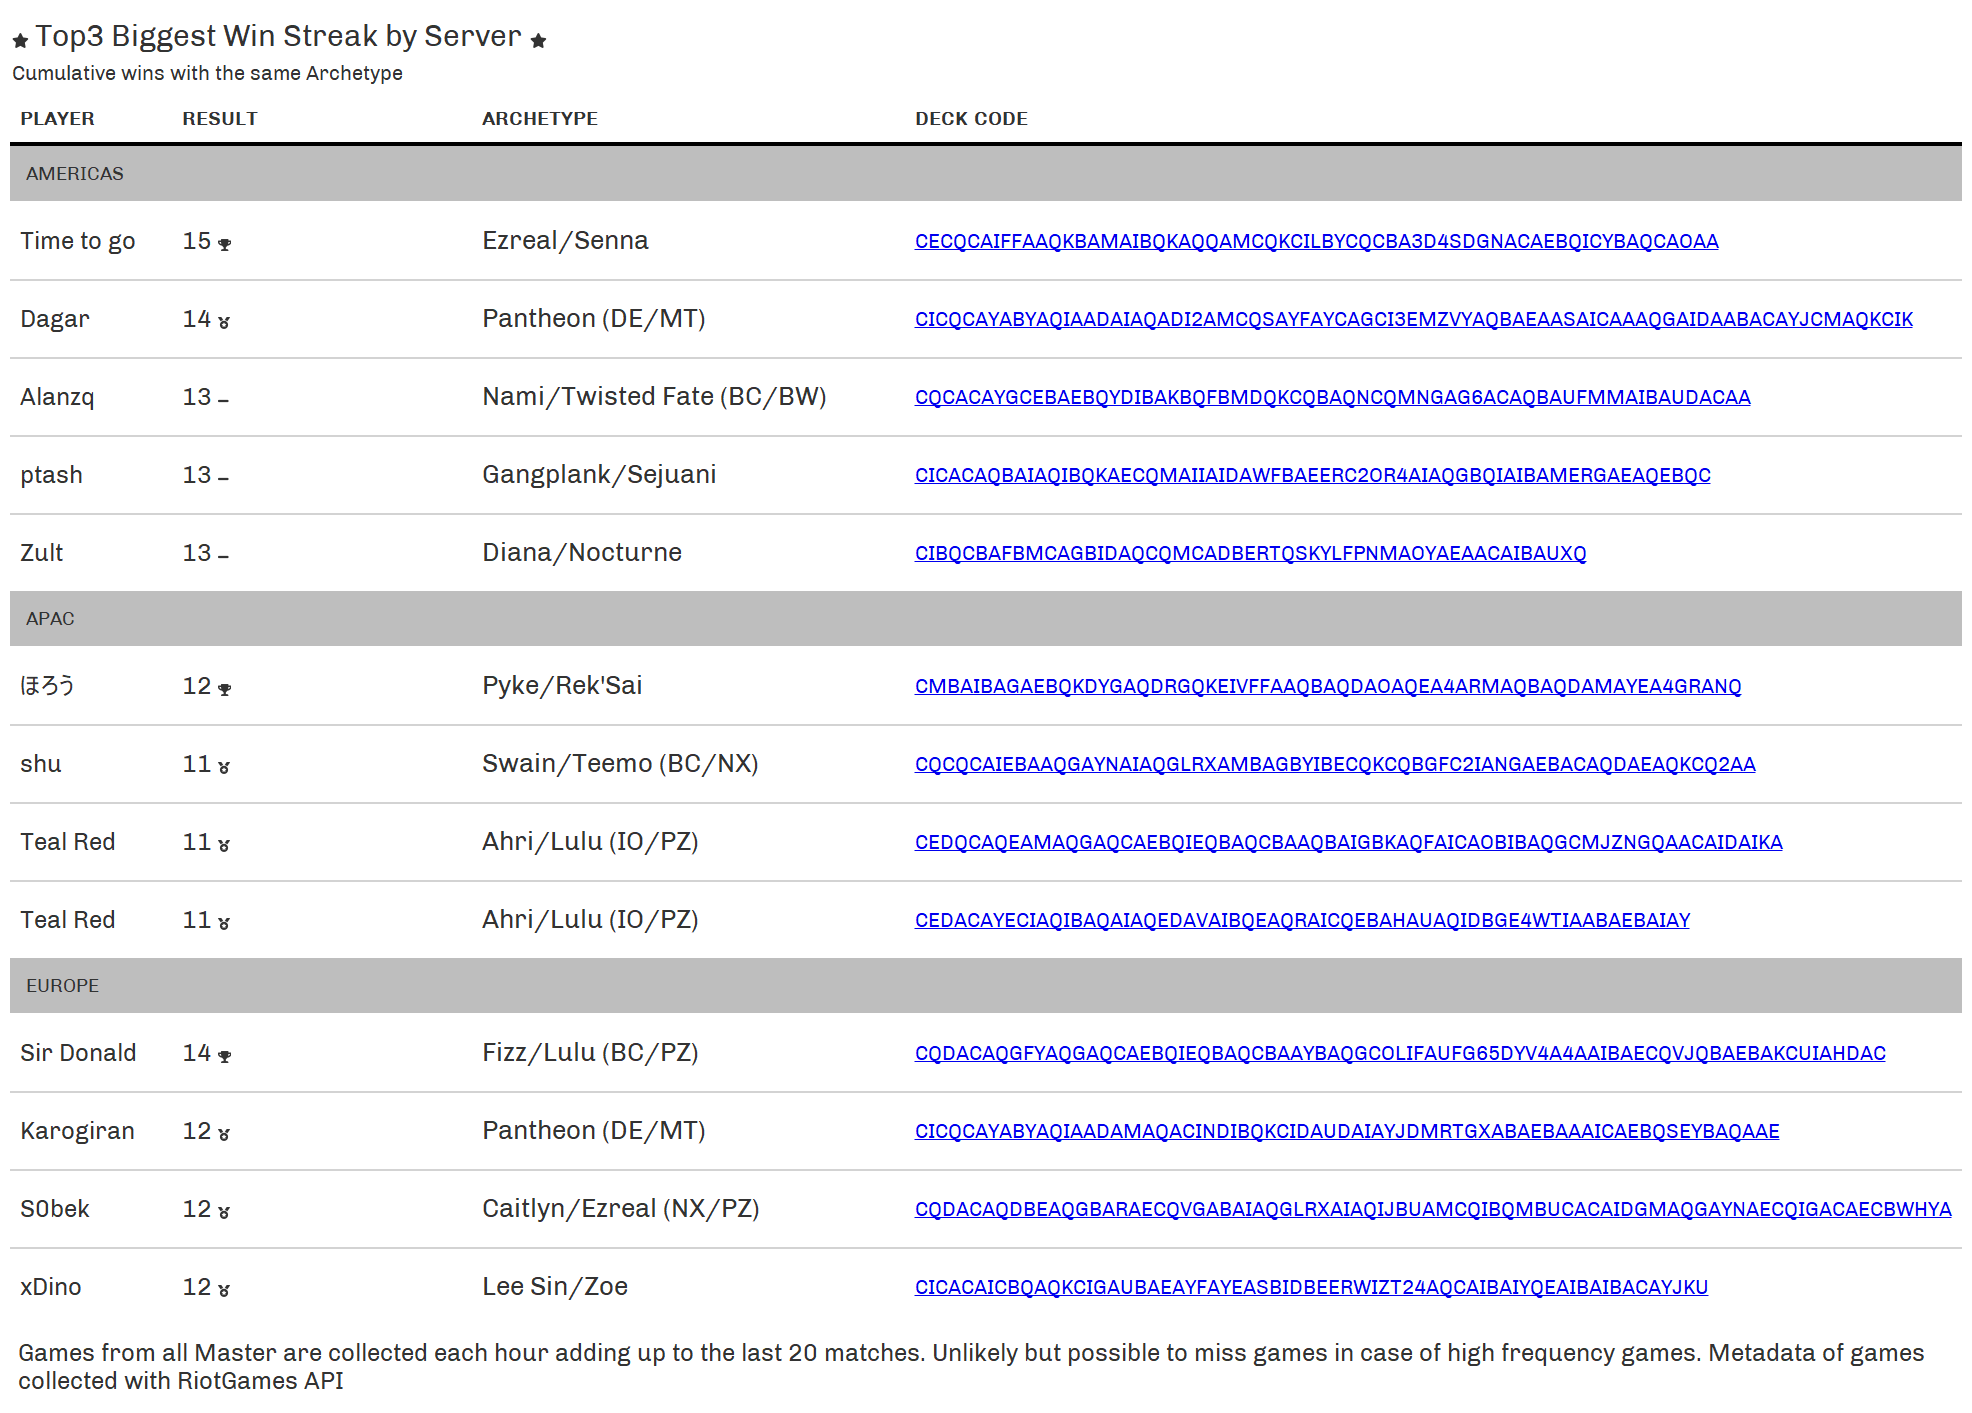 ★ Top3 Biggest Win Streak by Server ★
Cumulative wins with the same Archetype
PLAYER RESULT ARCHETYPE DECK CODE
AMERICAS
Time to go 15 Ezreal/Senna CECQCAIFFAAQKBAMAIBQKAQQAMCQKCILBYCQCBA3D4SDGNACAEBQICYBAQCAOAA
Dagar 14 Pantheon (DE/MT) CICQCAYABYAQIAADAIAQADI2AMCQSAYFAYCAGCI3EMZVYAQBAEAASAICAAAQGAIDAABACAYJCMAQKCIK
Alanzq 13 – Nami/Twisted Fate (BC/BW) CQCACAYGCEBAEBQYDIBAKBQFBMDQKCQBAQNCQMNGAG6ACAQBAUFMMAIBAUDACAA
ptash 13 – Gangplank/Sejuani CICACAQBAIAQIBQKAECQMAIIAIDAWFBAEERC2OR4AIAQGBQIAIBAMERGAEAQEBQC
Zult 13 – Diana/Nocturne CIBQCBAFBMCAGBIDAQCQMCADBERTQSKYLFPNMAOYAEAACAIBAUXQ
APAC
ほろう 12 Pyke/Rek'Sai CMBAIBAGAEBQKDYGAQDRGQKEIVFFAAQBAQDAOAQEA4ARMAQBAQDAMAYEA4GRANQ
shu 11 Swain/Teemo (BC/NX) CQCQCAIEBAAQGAYNAIAQGLRXAMBAGBYIBECQKCQBGFC2IANGAEBACAQDAEAQKCQ2AA
Teal Red 11 Ahri/Lulu (IO/PZ) CEDQCAQEAMAQGAQCAEBQIEQBAQCBAAQBAIGBKAQFAICAOBIBAQGCMJZNGQAACAIDAIKA
Teal Red 11 Ahri/Lulu (IO/PZ) CEDACAYECIAQIBAQAIAQEDAVAIBQEAQRAICQEBAHAUAQIDBGE4WTIAABAEBAIAY
EUROPE
Sir Donald 14 Fizz/Lulu (BC/PZ) CQDACAQGFYAQGAQCAEBQIEQBAQCBAAYBAQGCOLIFAUFG65DYV4A4AAIBAECQVJQBAEBAKCUIAHDAC
Karogiran 12 Pantheon (DE/MT) CICQCAYABYAQIAADAMAQACINDIBQKCIDAUDAIAYJDMRTGXABAEBAAAICAEBQSEYBAQAAE
S0bek 12 Caitlyn/Ezreal (NX/PZ) CQDACAQDBEAQGBARAECQVGABAIAQGLRXAIAQIJBUAMCQIBQMBUCACAIDGMAQGAYNAECQIGACAECBWHYA
xDino 12 Lee Sin/Zoe CICACAICBQAQKCIGAUBAEAYFAYEASBIDBEERWIZT24AQCAIBAIYQEAIBAIBACAYJKU
Games from all Master are collected each hour adding up to the last 20 matches. Unlikely but possible to miss games in case of high frequency games. Metadata of games
collected with RiotGames API